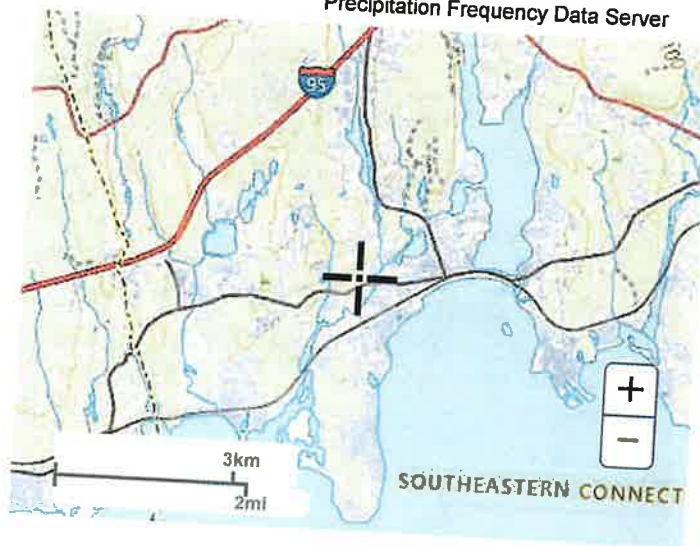 Precipitation Frequency Data Server
95
+
−
3km
2mi
SOUTHEASTERN CONNECT